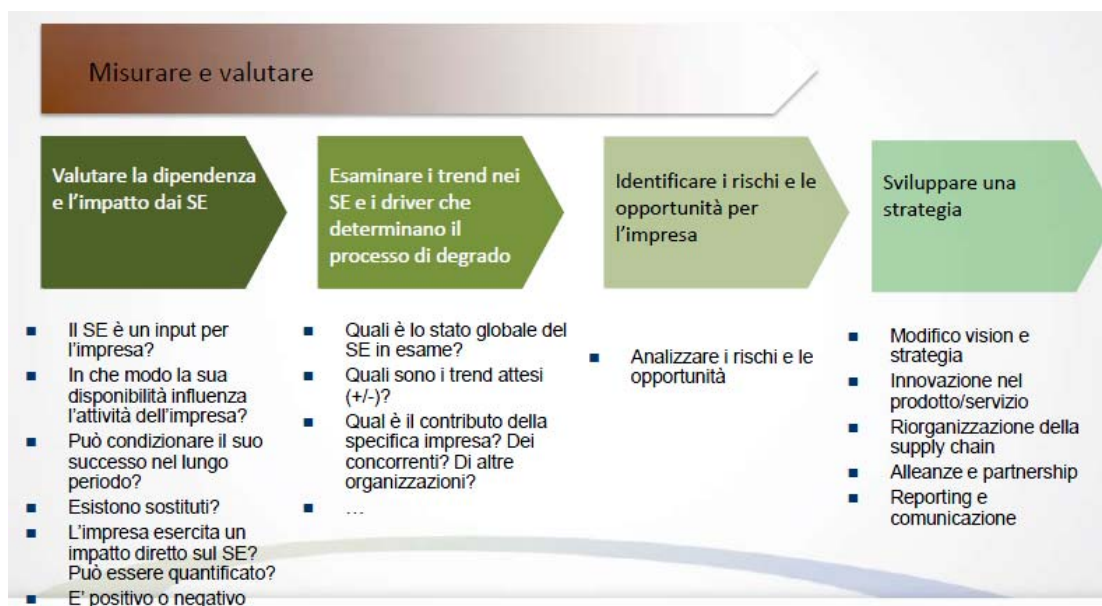 Misurare e valutare
Valutare la dipendenza
e l'impatto dai SE
Esaminare i trend nei
SE e i driver che
determinano il
processo di degrado
Identificare i rischi e le
opportunità per
l'impresa
Sviluppare una
strategia
■ Il SE è un input per
l'impresa?
■ In che modo la sua
disponibilità influenza
l'attività dell'impresa?
■ Può condizionare il suo
successo nel lungo
periodo?
■ Esistono sostituti?
■ L'impresa esercita un
impatto diretto sul SE?
Può essere quantificato?
■ E' positivo o negativo
■ Quali è lo stato globale del
SE in esame?
■ Quali sono i trend attesi
(+/-)?
■ Qual è il contributo della
specifica impresa? Dei
concorrenti? Di altre
organizzazioni?
■ …
■ Analizzare i rischi e le
opportunità
■ Modifico vision e
strategia
■ Innovazione nel
prodotto/servizio
■ Riorganizzazione della
supply chain
■ Alleanze e partnership
■ Reporting e
comunicazione